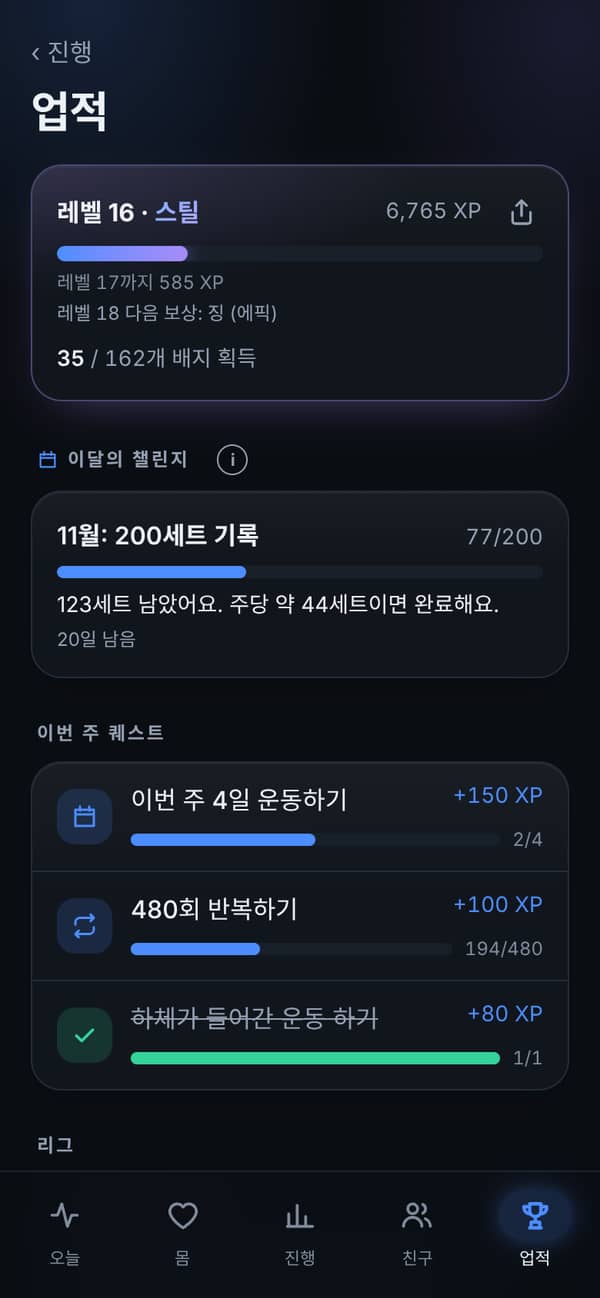 ‹ 진행
업적
레벨 16 · 스틸
6,765 XP
레벨 17까지 585 XP
레벨 18 다음 보상: 징 (에픽)
35 / 162개 배지 획득
이달의 챌린지
i
11월: 200세트 기록
77/200
123세트 남았어요. 주당 약 44세트이면 완료해요.
20일 남음
이번 주 퀘스트
이번 주 4일 운동하기
+150 XP
2/4
480회 반복하기
+100 XP
194/480
하체가 들어간 운동 하기
+80 XP
1/1
리그
오늘
몸
진행
친구
업적